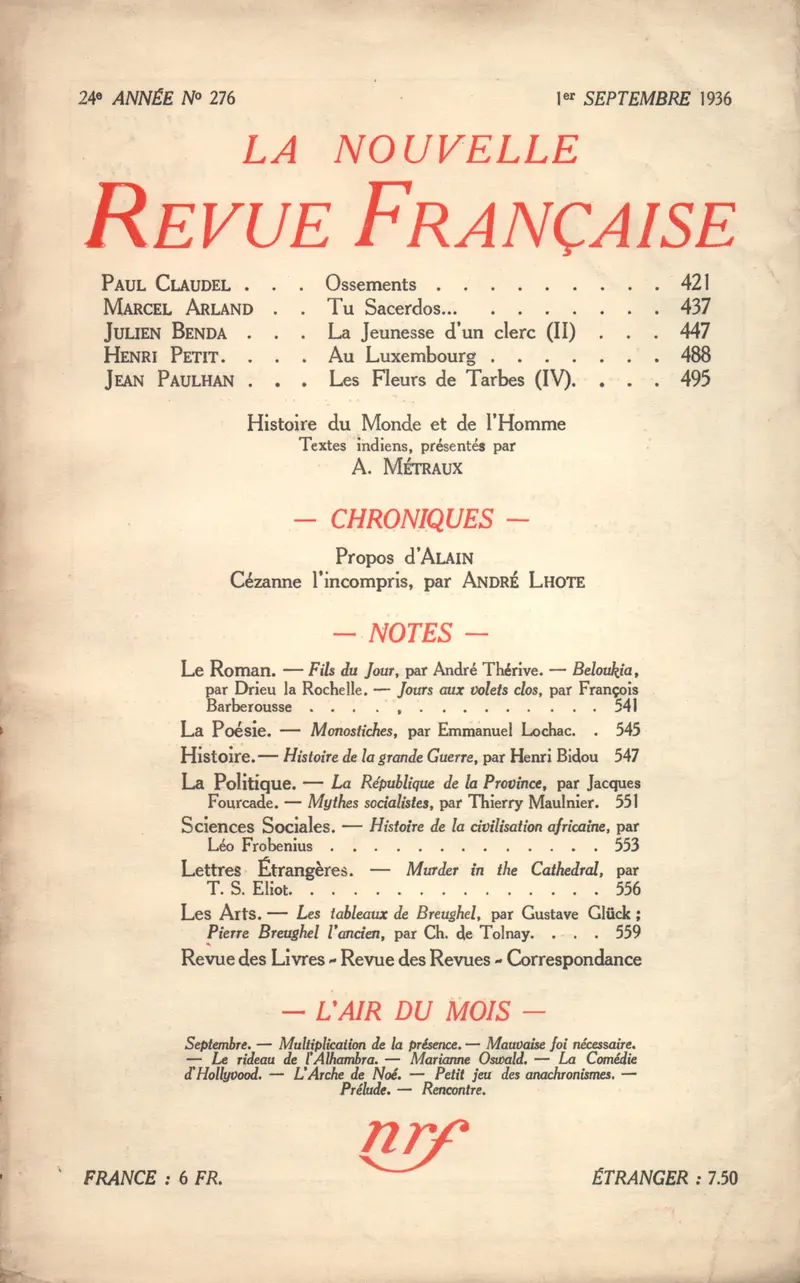 24e ANNÉE No 276
1er SEPTEMBRE 1936
LA NOUVELLE
REVUE FRANÇAISE
PAUL CLAUDEL . . . Ossements . . . . . . . . . 421
MARCEL ARLAND . . Tu Sacerdos... . . . . . . . 437
JULIEN BENDA . . . La Jeunesse d'un clerc (II) . . . 447
HENRI PETIT. . . . Au Luxembourg . . . . . . . 488
JEAN PAULHAN . . . Les Fleurs de Tarbes (IV). . . . 495
Histoire du Monde et de l'Homme
Textes indiens, présentés par
A. MÉTRAUX
— CHRONIQUES —
Propos d'ALAIN
Cézanne l'incompris, par ANDRÉ LHOTE
— NOTES —
Le Roman. — Fils du Jour, par André Thérive. — Beloukia,
par Drieu la Rochelle. — Jours aux volets clos, par François
Barberousse . . . . . . . . . . . . . 541
La Poésie. — Monostiches, par Emmanuel Lochac. . 545
Histoire. — Histoire de la grande Guerre, par Henri Bidou 547
La Politique. — La République de la Province, par Jacques
Fourcade. — Mythes socialistes, par Thierry Maulnier. 551
Sciences Sociales. — Histoire de la civilisation africaine, par
Léo Frobenius . . . . . . . . . . . . . 553
Lettres Étrangères. — Murder in the Cathedral, par
T. S. Eliot. . . . . . . . . . . . . . . 556
Les Arts. — Les tableaux de Breughel, par Gustave Glück ;
Pierre Breughel l'ancien, par Ch. de Tolnay. . . . 559
Revue des Livres - Revue des Revues - Correspondance
— L'AIR DU MOIS —
Septembre. — Multiplication de la présence. — Mauvaise foi nécessaire.
— Le rideau de l'Alhambra. — Marianne Oswald. — La Comédie
d'Hollywood. — L'Arche de Noé. — Petit jeu des anachronismes. —
Prélude. — Rencontre.
nrf
FRANCE : 6 FR.
ÉTRANGER : 7.50